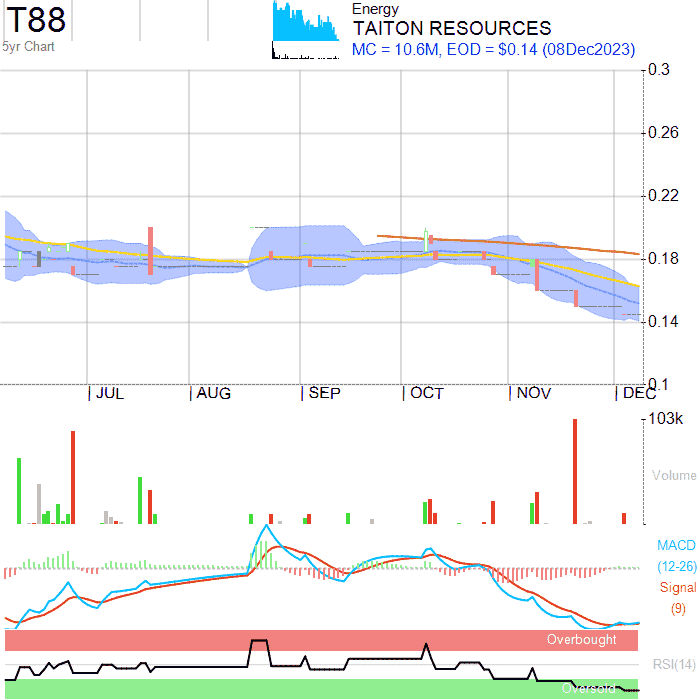 T88
5yr Chart
Energy
TAITON RESOURCES
MC = 10.6M, EOD = $0.14 (08Dec2023)
0.3
0.26
0.22
0.18
0.14
0.1
JUL AUG SEP OCT NOV DEC
103k
Volume
MACD
(12-26)
Signal
(9)
Overbought
RSI(14)
Oversold